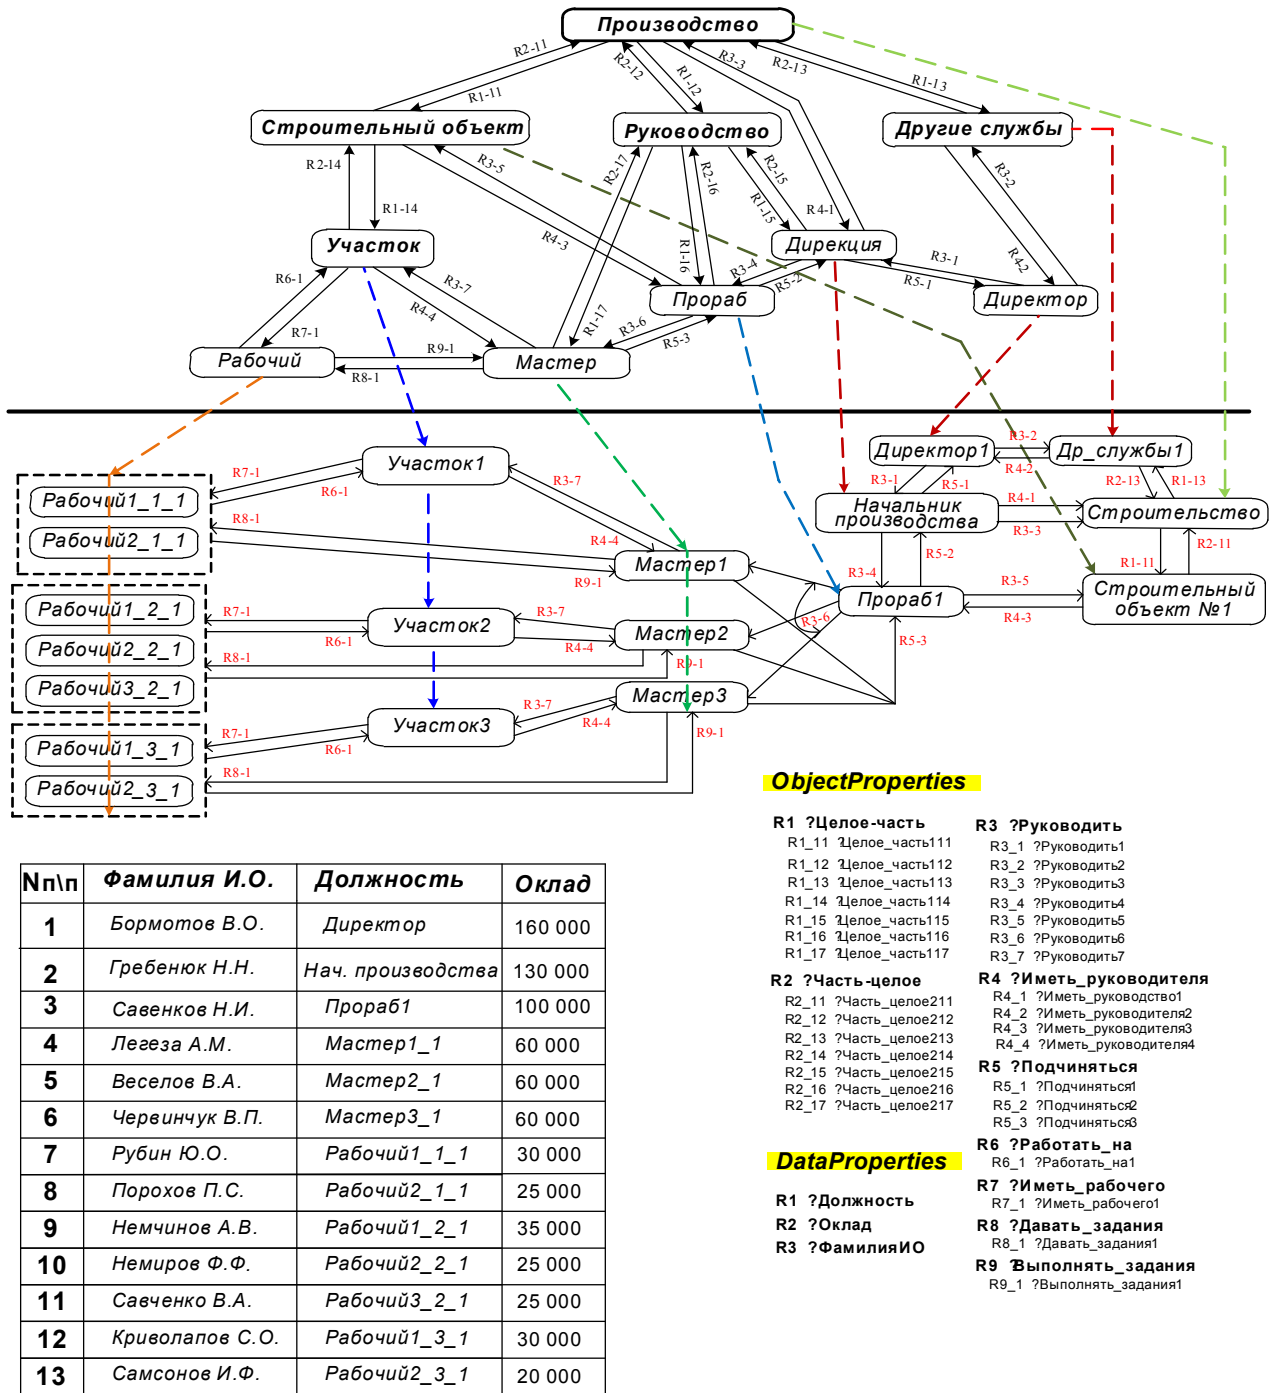 Производство
R2-11
R1-11
R2-12
R1-12
R3-3
R2-13
R1-13
Строительный объект
Руководство
Другие службы
R2-14
R1-14
R3-5
R4-3
R2-17
R1-17
R2-16
R1-16
R2-15
R1-15
R4-1
R3-2
R4-2
Участок
Дирекция
R6-1
R7-1
R3-7
R4-4
R3-4
R5-2
R3-1
R5-1
Прораб
Директор
R3-6
R5-3
Рабочий
R9-1
R8-1
Мастер
Директор1
R3-2
R4-2
Др_службы1
Участок1
R7-1
R6-1
R3-7
R4-4
R3-1
R5-1
R2-13
R1-13
Рабочий1_1_1
Рабочий2_1_1
R8-1
R9-1
Начальник
производства
R4-1
R3-3
Строительство
R1-11
R2-11
Мастер1
R3-4
R5-2
Прораб1
R3-5
R4-3
Строительный
объект №1
Рабочий1_2_1
Рабочий2_2_1
Рабочий3_2_1
R7-1
R6-1
R8-1
Участок2
R3-7
R4-4
Мастер2
R9-1
R3-6
R5-3
Мастер3
R3-7
R4-4
R9-1
Участок3
R7-1
R6-1
R8-1
Рабочий1_3_1
Рабочий2_3_1
ObjectProperties
R1 ?Целое-часть
R1_11 ?Целое_часть111
R1_12 ?Целое_часть112
R1_13 ?Целое_часть113
R1_14 ?Целое_часть114
R1_15 ?Целое_часть115
R1_16 ?Целое_часть116
R1_17 ?Целое_часть117
R2 ?Часть-целое
R2_11 ?Часть_целое211
R2_12 ?Часть_целое212
R2_13 ?Часть_целое213
R2_14 ?Часть_целое214
R2_15 ?Часть_целое215
R2_16 ?Часть_целое216
R2_17 ?Часть_целое217
R3 ?Руководить
R3_1 ?Руководить1
R3_2 ?Руководить2
R3_3 ?Руководить3
R3_4 ?Руководить4
R3_5 ?Руководить5
R3_6 ?Руководить6
R3_7 ?Руководить7
R4 ?Иметь_руководителя
R4_1 ?Иметь_руководство1
R4_2 ?Иметь_руководителя2
R4_3 ?Иметь_руководителя3
R4_4 ?Иметь_руководителя4
R5 ?Подчиняться
R5_1 ?Подчиняться1
R5_2 ?Подчиняться2
R5_3 ?Подчиняться3
R6 ?Работать_на
R6_1 ?Работать_на1
R7 ?Иметь_рабочего
R7_1 ?Иметь_рабочего1
R8 ?Давать_задания
R8_1 ?Давать_задания1
R9 ?Выполнять_задания
R9_1 ?Выполнять_задания1
DataProperties
R1 ?Должность
R2 ?Оклад
R3 ?ФамилияИО
Nп\п Фамилия И.О. Должность Оклад
1 Бормотов В.О. Директор 160 000
2 Гребенюк Н.Н. Нач. производства 130 000
3 Савенков Н.И. Прораб1 100 000
4 Легеза А.М. Мастер1_1 60 000
5 Веселов В.А. Мастер2_1 60 000
6 Червинчук В.П. Мастер3_1 60 000
7 Рубин Ю.О. Рабочий1_1_1 30 000
8 Порохов П.С. Рабочий2_1_1 25 000
9 Немчинов А.В. Рабочий1_2_1 35 000
10 Немиров Ф.Ф. Рабочий2_2_1 25 000
11 Савченко В.А. Рабочий3_2_1 25 000
12 Криволапов С.О. Рабочий1_3_1 30 000
13 Самсонов И.Ф. Рабочий2_3_1 20 000